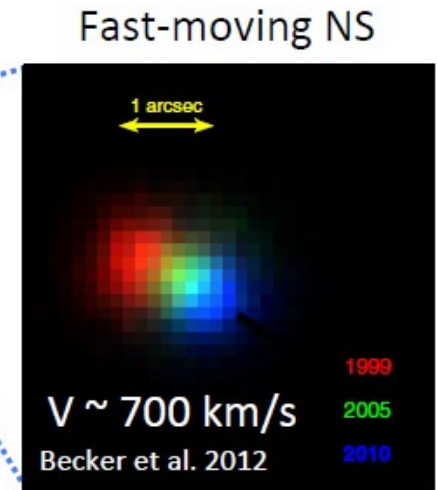 Fast-moving NS
1 arcsec
1999
V ~ 700 km/s
2005
Becker et al. 2012
2010